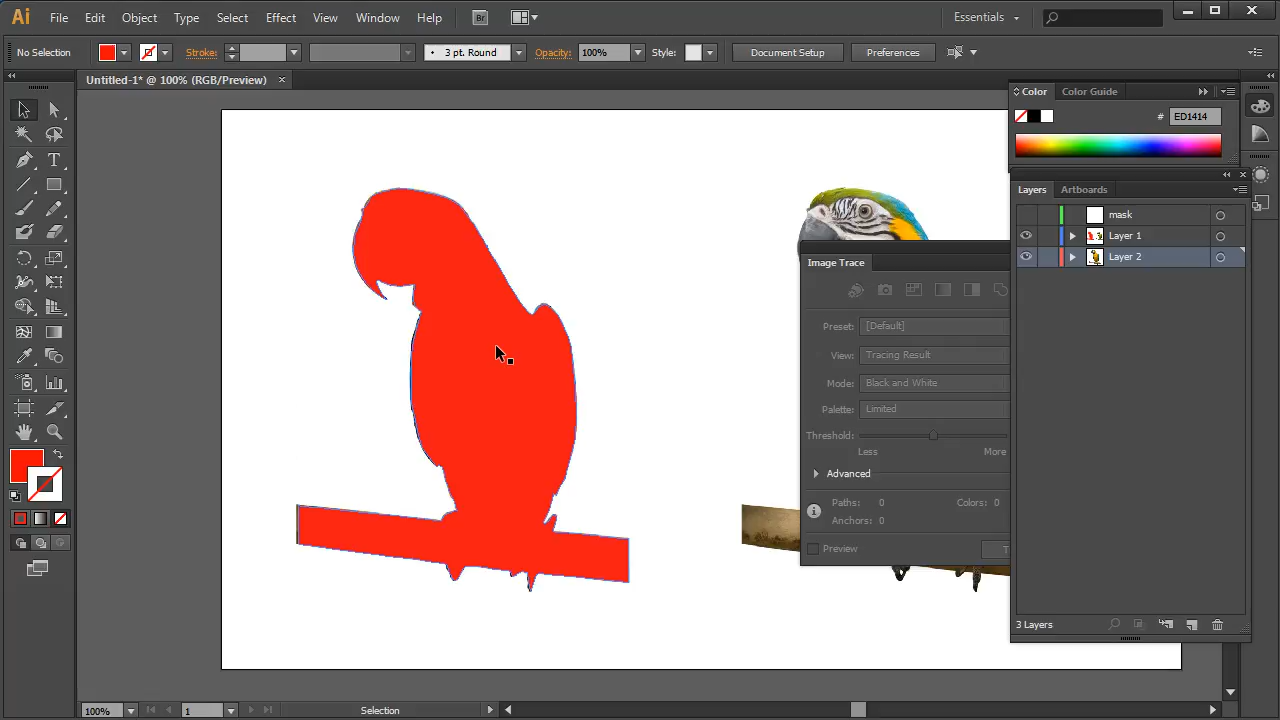 Ai File Edit Object Type Select Effect View Window Help Br Essentials
No Selection Stroke: 3 pt. Round Opacity: 100% Style: Document Setup Preferences
Untitled-1* @ 100% (RGB/Preview)
Color Color Guide
# ED1414
Layers Artboards
mask
Layer 1
Layer 2
Image Trace
Preset: [Default]
View: Tracing Result
Mode: Black and White
Palette: Limited
Threshold:
Less More
Advanced
Paths: 0 Colors: 0
Anchors: 0
Preview T
3 Layers
100% 1 Selection